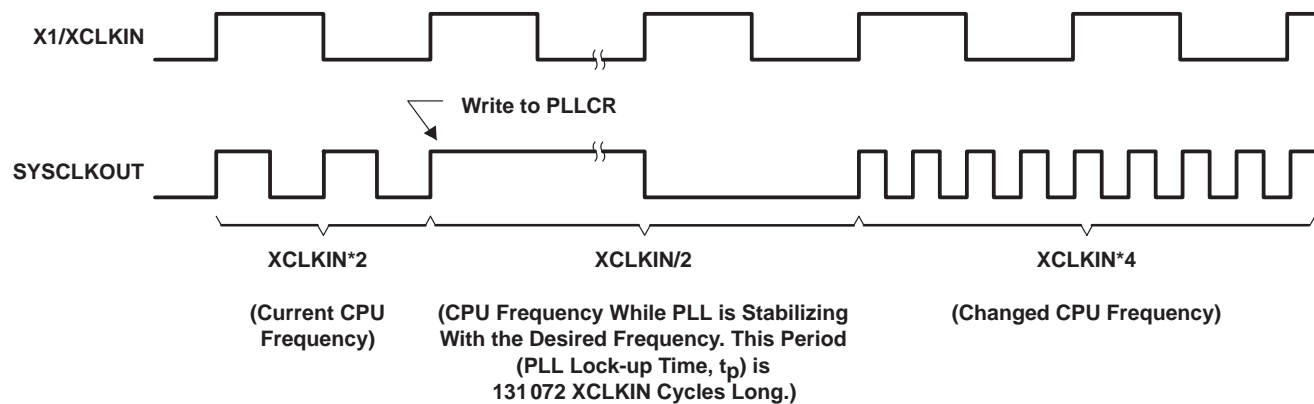 X1/XCLKIN
Write to PLLCR
SYSCLKOUT
XCLKIN*2
(Current CPU
Frequency)
XCLKIN/2
(CPU Frequency While PLL is Stabilizing
With the Desired Frequency. This Period
(PLL Lock-up Time, tp) is
131 072 XCLKIN Cycles Long.)
XCLKIN*4
(Changed CPU Frequency)